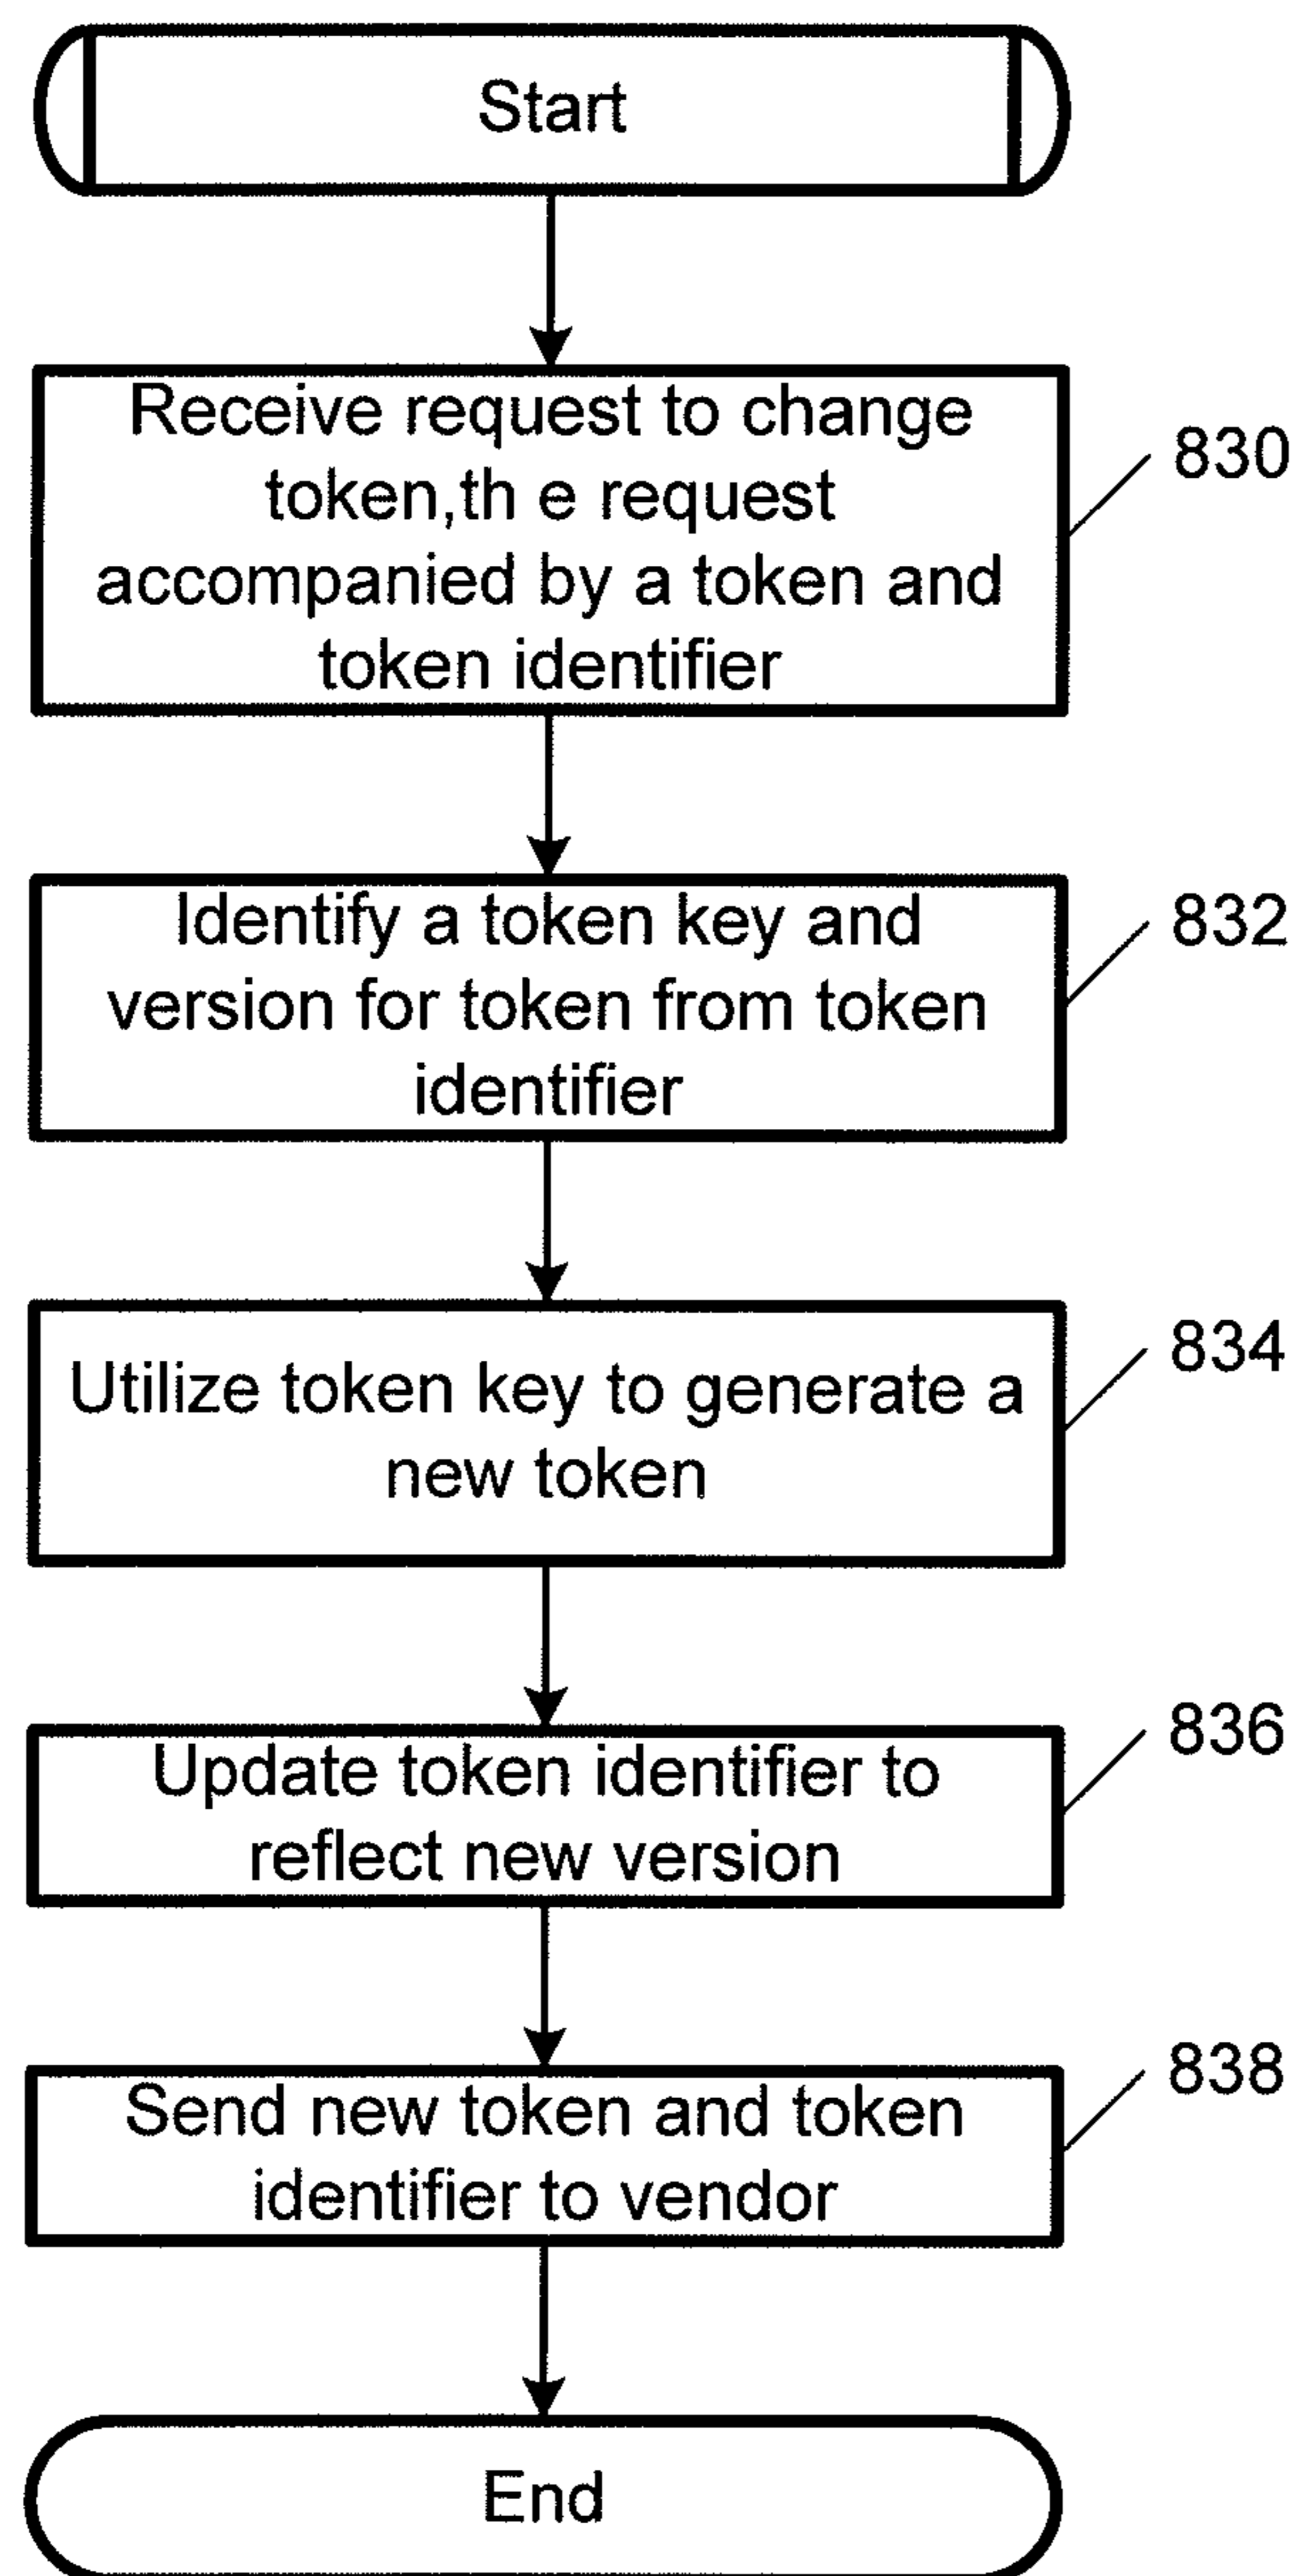 Start
Receive request to change
token,th e request
accompanied by a token and
token identifier
830
Identify a token key and
version for token from token
identifier
832
Utilize token key to generate a
new token
834
Update token identifier to
reflect new version
836
Send new token and token
identifier to vendor
838
End